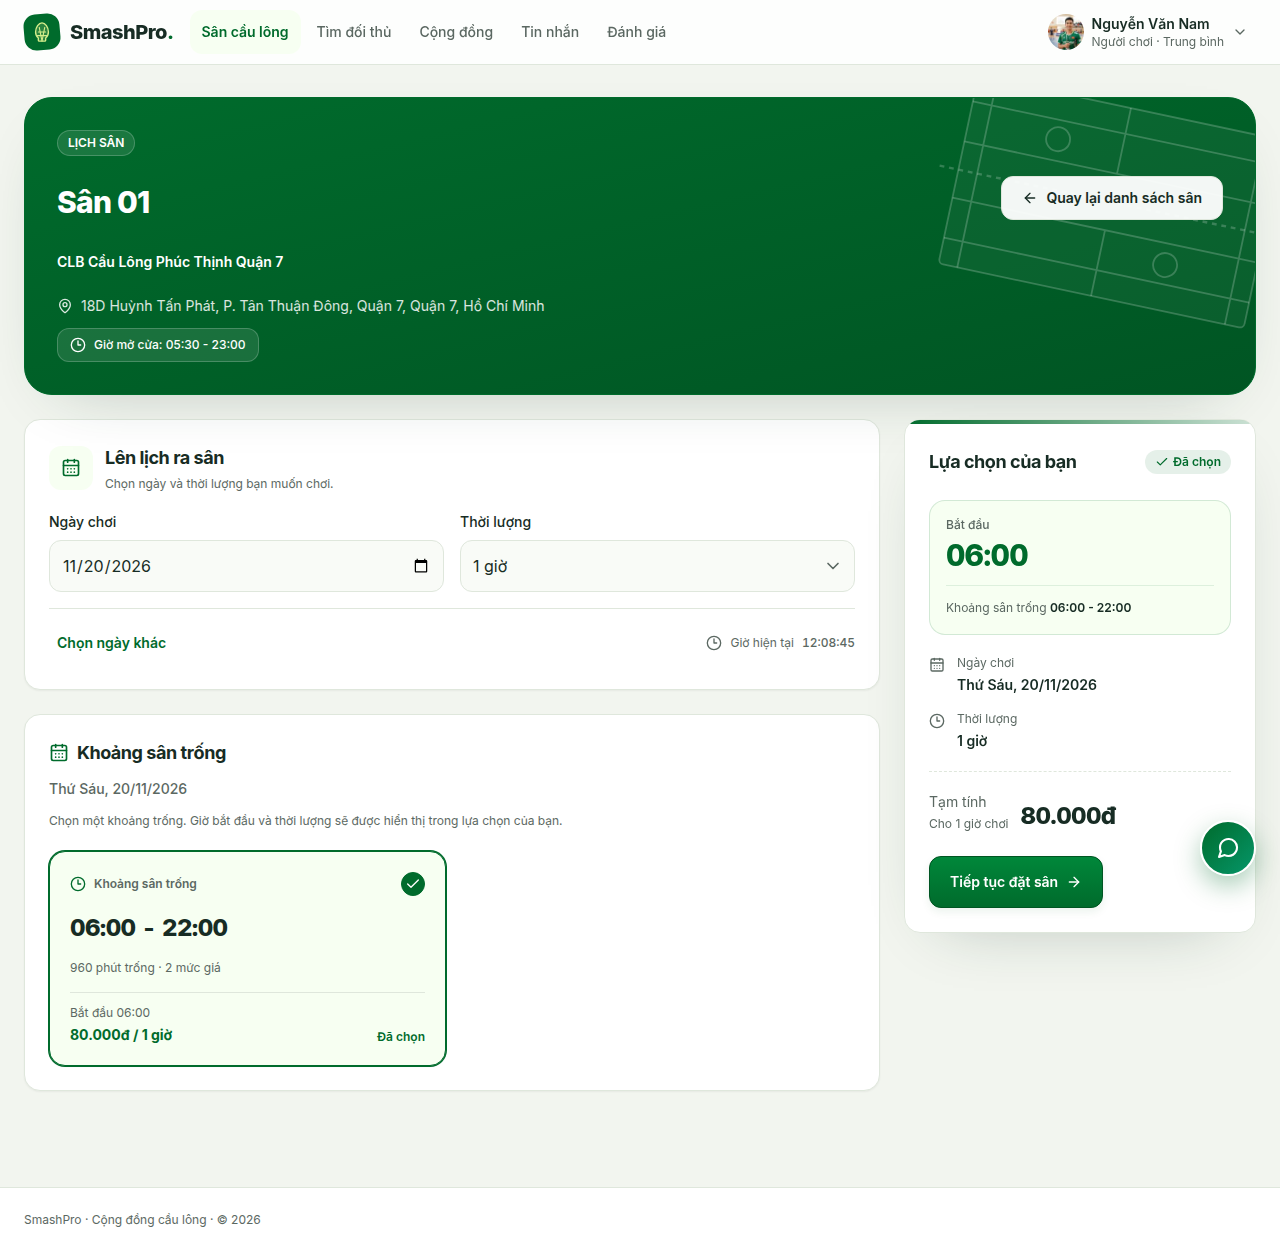 SmashPro.
Sân cầu lông
Tìm đối thủ
Cộng đồng
Tin nhắn
Đánh giá
Nguyễn Văn Nam
Người chơi · Trung bình
LỊCH SÂN
Sân 01
Quay lại danh sách sân
CLB Cầu Lông Phúc Thịnh Quận 7
18D Huỳnh Tấn Phát, P. Tân Thuận Đông, Quận 7, Quận 7, Hồ Chí Minh
Giờ mở cửa: 05:30 - 23:00
Lên lịch ra sân
Chọn ngày và thời lượng bạn muốn chơi.
Ngày chơi
Thời lượng
11/20/2026
1 giờ
Chọn ngày khác
Giờ hiện tại 12:08:45
Khoảng sân trống
Thứ Sáu, 20/11/2026
Chọn một khoảng trống. Giờ bắt đầu và thời lượng sẽ được hiển thị trong lựa chọn của bạn.
Khoảng sân trống
06:00 - 22:00
960 phút trống · 2 mức giá
Bắt đầu 06:00
80.000đ / 1 giờ
Đã chọn
Lựa chọn của bạn
Đã chọn
Bắt đầu
06:00
Khoảng sân trống 06:00 - 22:00
Ngày chơi
Thứ Sáu, 20/11/2026
Thời lượng
1 giờ
Tạm tính
Cho 1 giờ chơi
80.000đ
Tiếp tục đặt sân
SmashPro · Cộng đồng cầu lông · © 2026